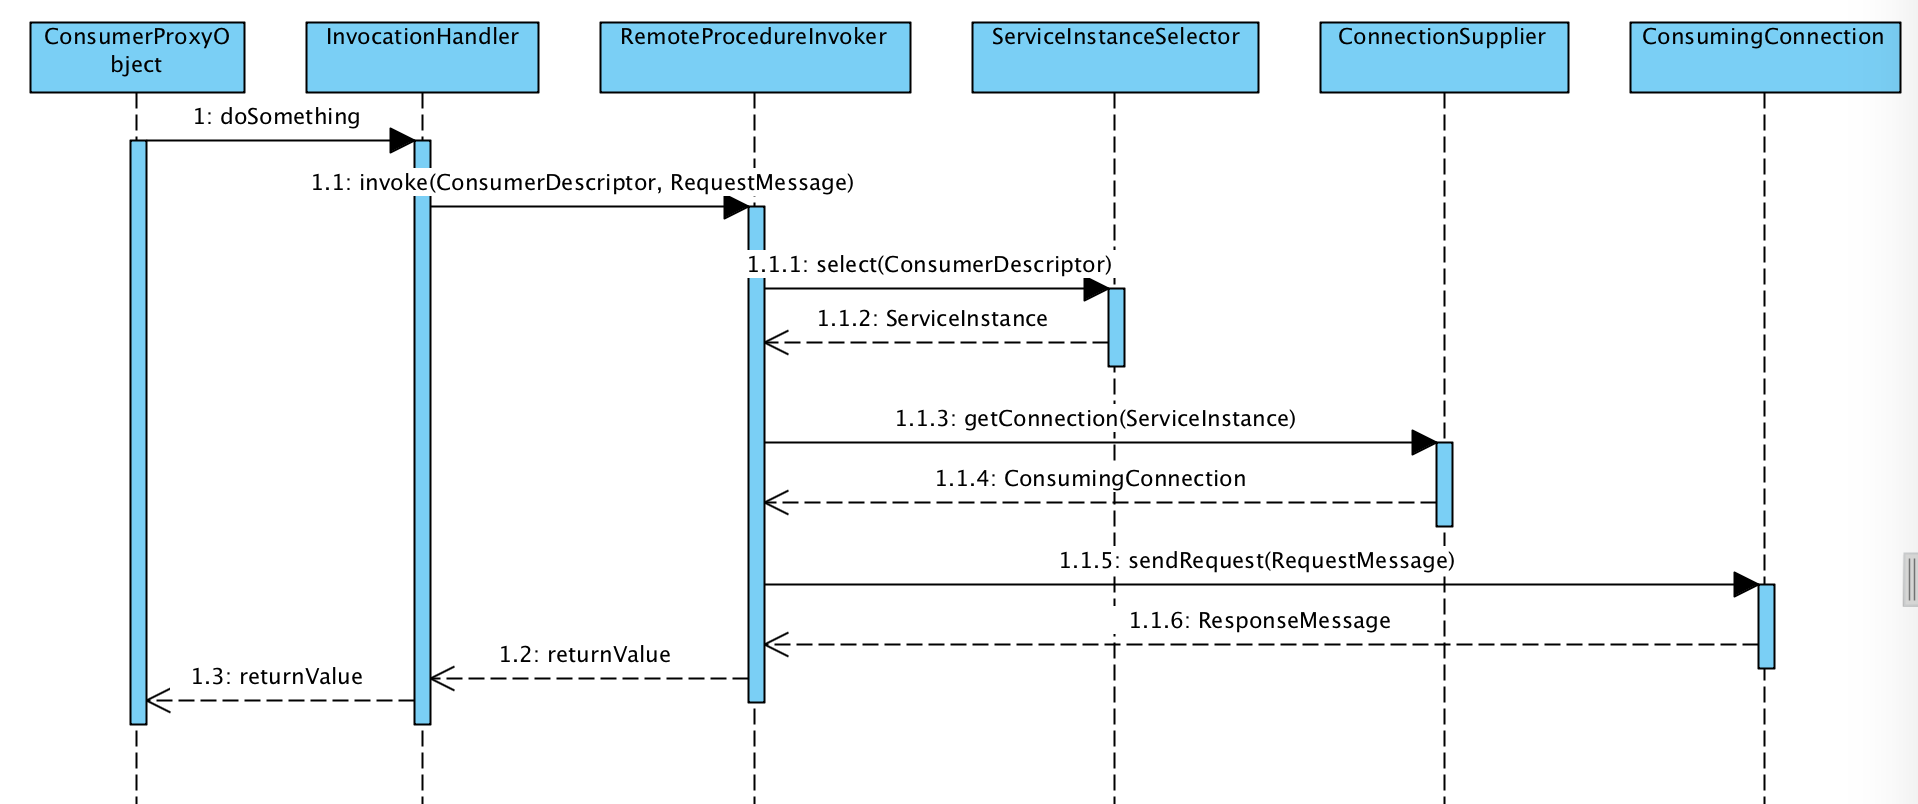 ConsumerProxyO
bject
InvocationHandler
RemoteProcedureInvoker
ServiceInstanceSelector
ConnectionSupplier
ConsumingConnection
1: doSomething
1.1: invoke(ConsumerDescriptor, RequestMessage)
1.1.1: select(ConsumerDescriptor)
1.1.2: ServiceInstance
1.1.3: getConnection(ServiceInstance)
1.1.4: ConsumingConnection
1.1.5: sendRequest(RequestMessage)
1.1.6: ResponseMessage
1.2: returnValue
1.3: returnValue